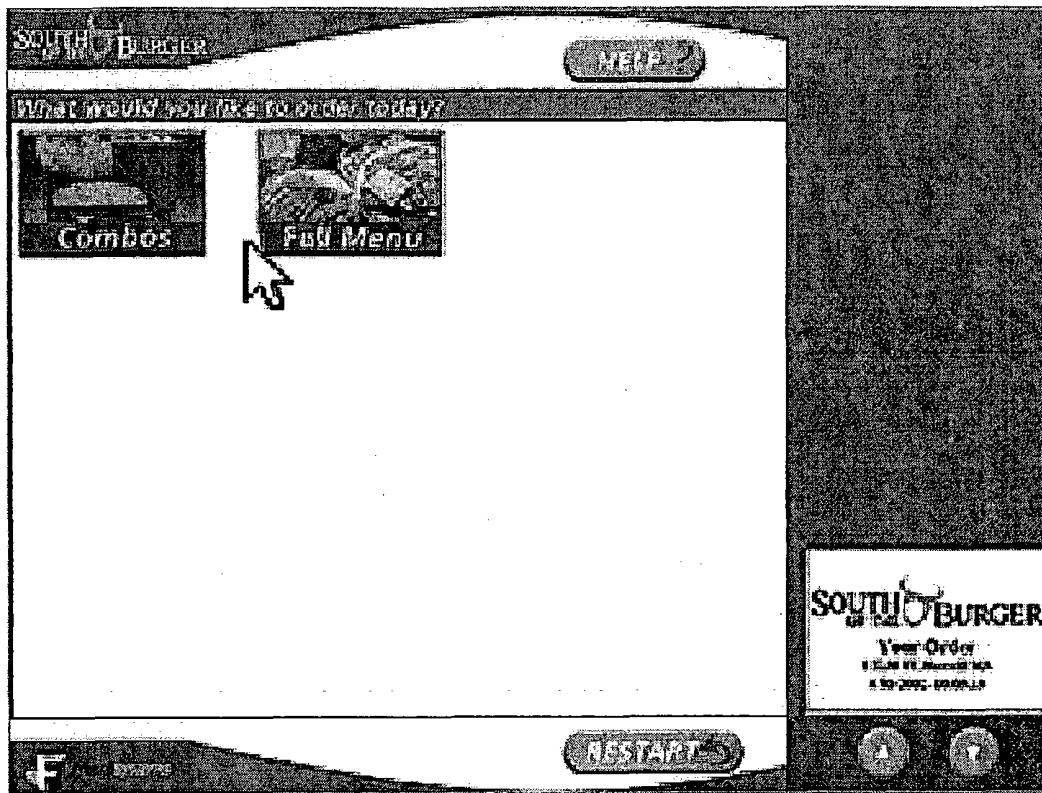 SOUTH BURGER
HELP ?
What would you like to order today?
Combos
Full Menu
SOUTH BURGER
Your Order
RESTART